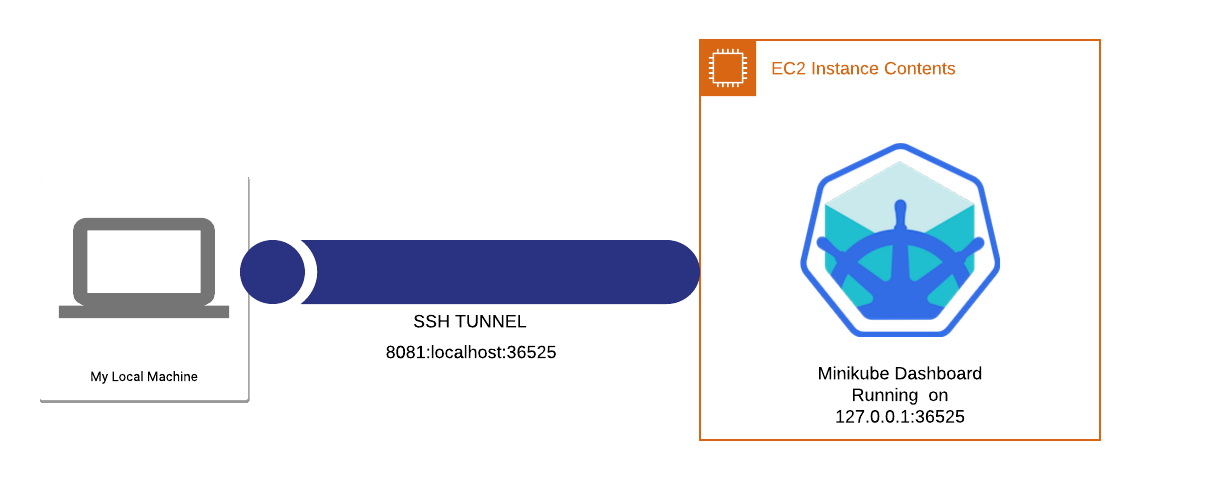 EC2 Instance Contents
SSH TUNNEL
8081:localhost:36525
My Local Machine
Minikube Dashboard
Running on
127.0.0.1:36525